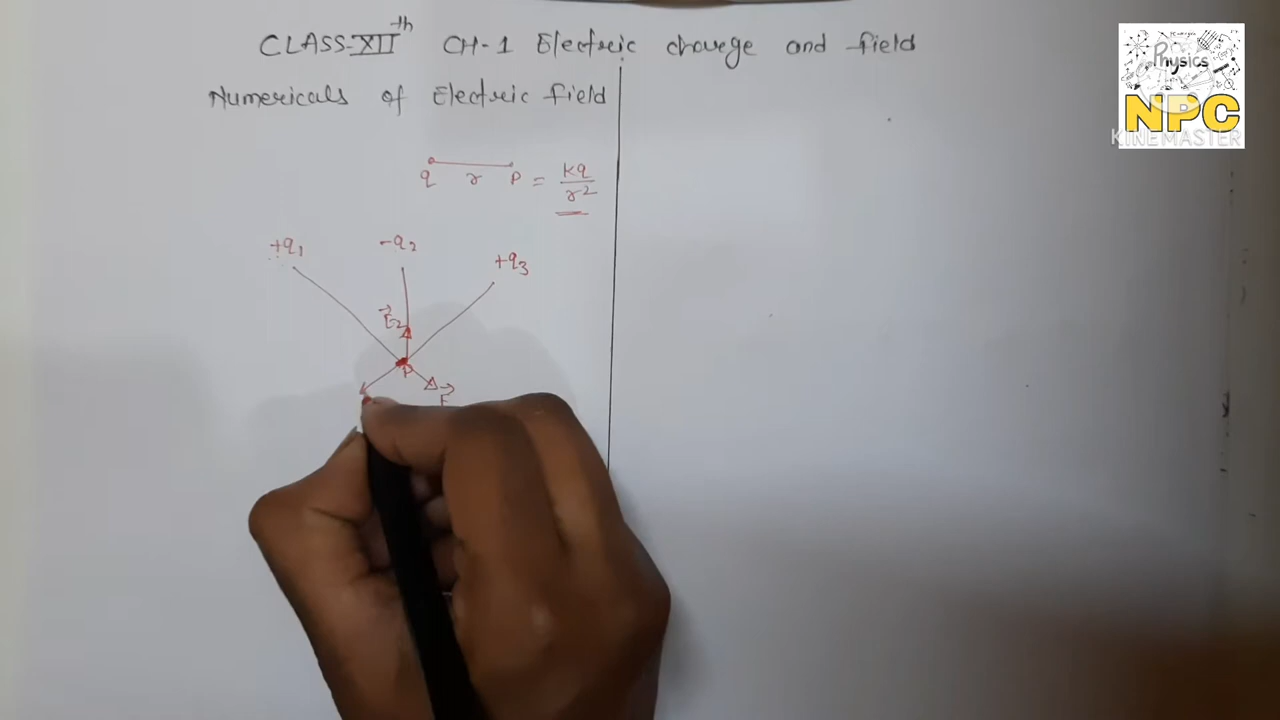 CLASS-XIIth CH-1 Electric charge and field
Numericals of Electric field
q r P = kq/r²
+q₁ -q₂ +q₃
E₂
P
E
Physics
NPC
KINEMASTER